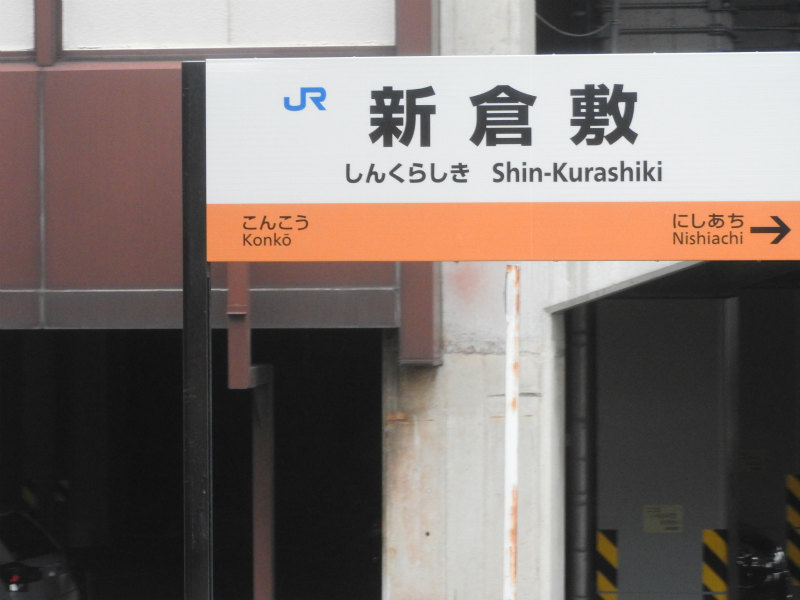 JR 新倉敷
しんくらしき Shin-Kurashiki
こんこう にしあち →
Konkō Nishiachi